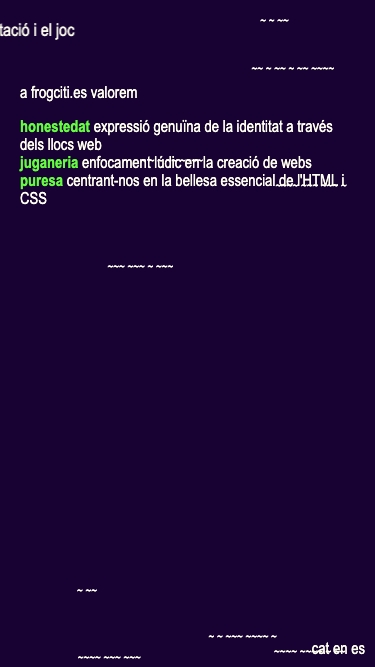 tació i el joc
~ ~ ~~
~~ ~ ~~ ~ ~~ ~~~~
a frogciti.es valorem
honestedat expressió genuïna de la identitat a través
dels llocs web
juganeria enfocament lúdic en la creació de webs
puresa centrant-nos en la bellesa essencial de l'HTML i
CSS
~~~ ~~~ ~ ~~~
~ ~~
~ ~ ~~~ ~~~~ ~
cat en es
~~~~ ~~~ ~~~